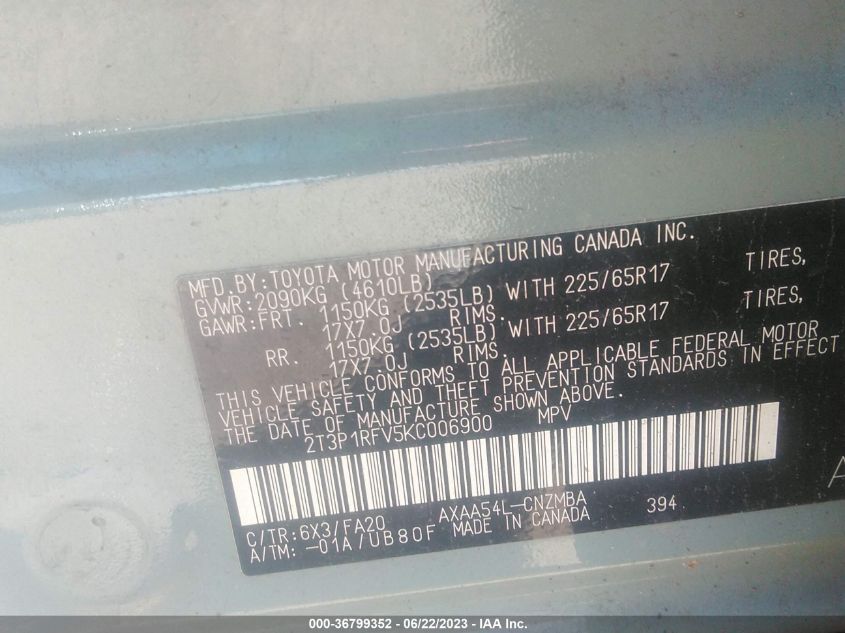 MFD.BY:TOYOTA MOTOR MANUFACTURING CANADA INC.
GVWR:2090KG (4610LB)
GAWR:FRT. 1150KG (2535LB) WITH 225/65R17 TIRES,
17X7.0J RIMS.
RR. 1150KG (2535LB) WITH 225/65R17 TIRES,
17X7.0J RIMS.
THIS VEHICLE CONFORMS TO ALL APPLICABLE FEDERAL MOTOR
VEHICLE SAFETY AND THEFT PREVENTION STANDARDS IN EFFECT
THE DATE OF MANUFACTURE SHOWN ABOVE.
2T3P1RFV5KC006900 MPV
C/TR:6X3/FA20 AXAA54L-CNZMBA 394
A/TM: -01A/UB80F MADE IN CANADA
A
000-36799352 - 06/22/2023 - IAA Inc.